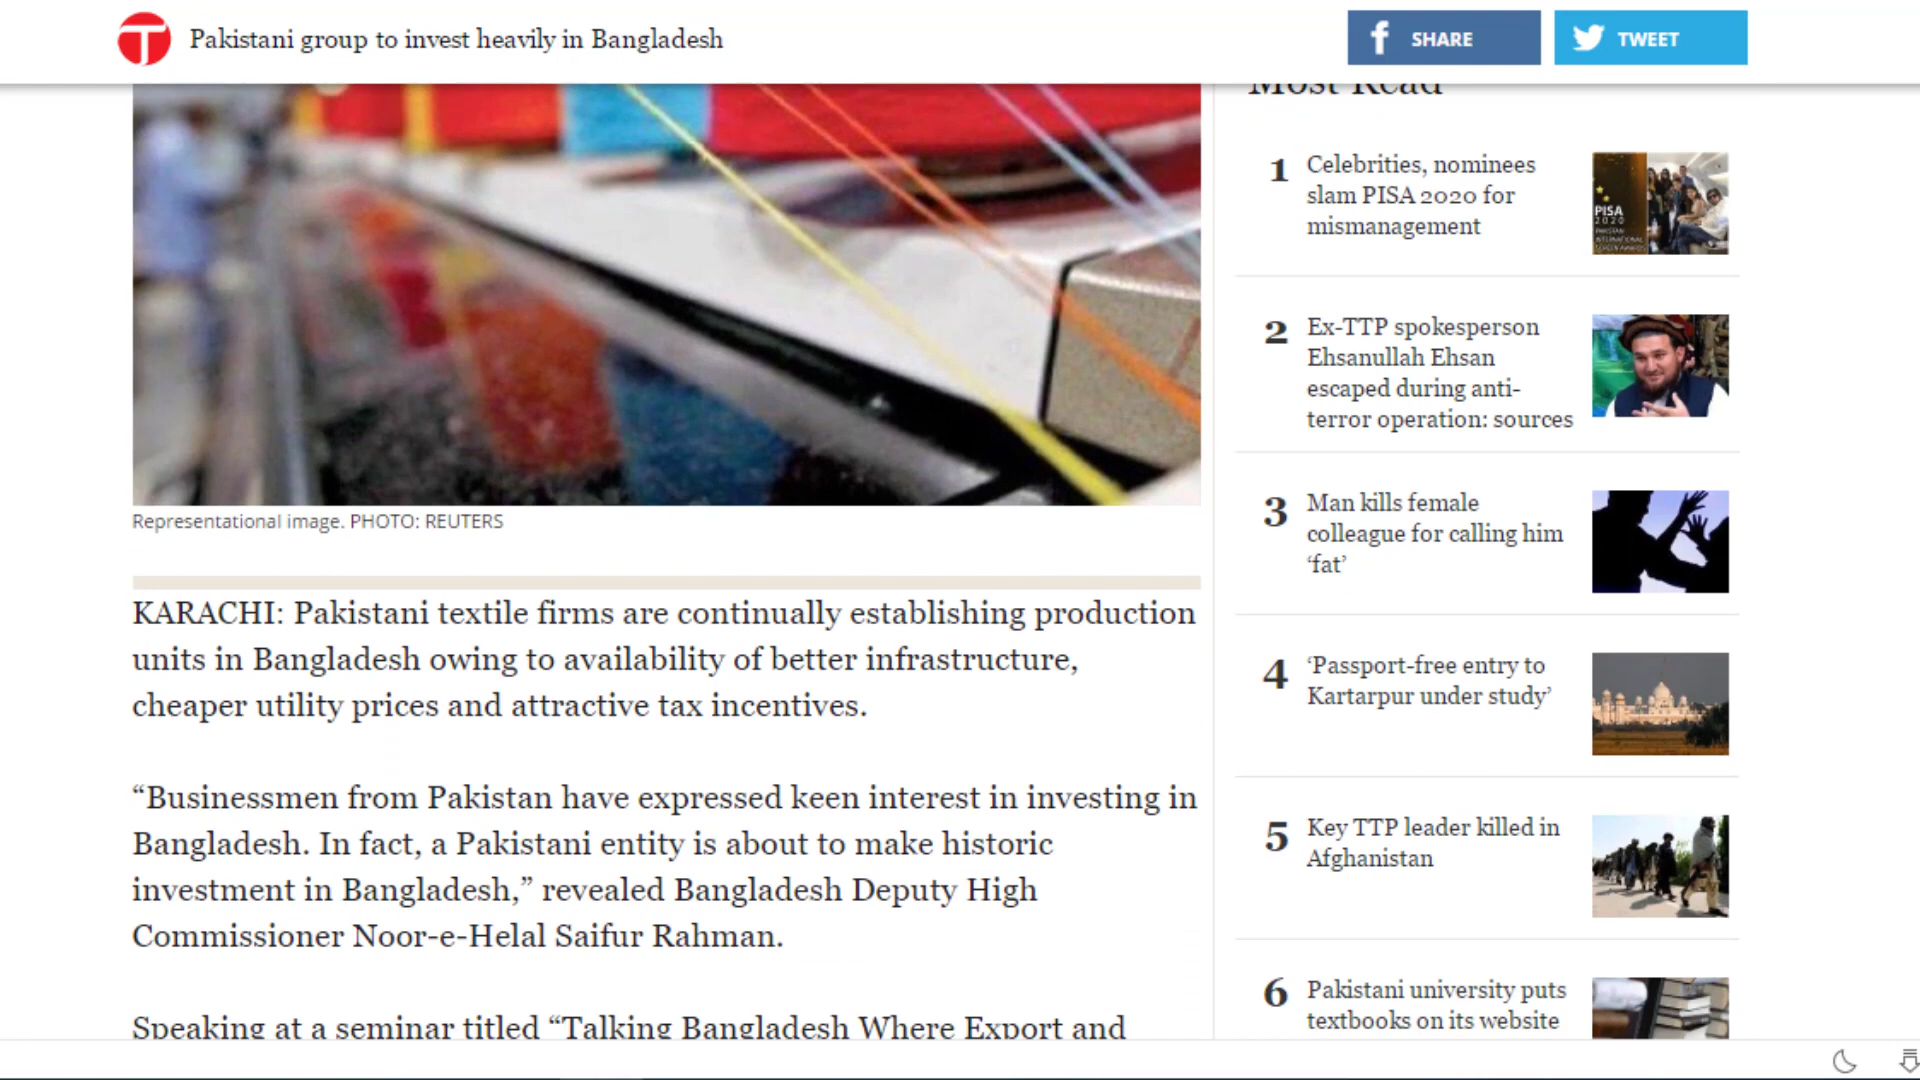 Pakistani group to invest heavily in Bangladesh
SHARE
TWEET
Representational image. PHOTO: REUTERS
KARACHI: Pakistani textile firms are continually establishing production
units in Bangladesh owing to availability of better infrastructure,
cheaper utility prices and attractive tax incentives.
“Businessmen from Pakistan have expressed keen interest in investing in
Bangladesh. In fact, a Pakistani entity is about to make historic
investment in Bangladesh,” revealed Bangladesh Deputy High
Commissioner Noor-e-Helal Saifur Rahman.
Speaking at a seminar titled “Talking Bangladesh Where Export and
Most Read
1
Celebrities, nominees
slam PISA 2020 for
mismanagement
PISA
2020
2
Ex-TTP spokesperson
Ehsanullah Ehsan
escaped during anti-
terror operation: sources
3
Man kills female
colleague for calling him
‘fat’
4
‘Passport-free entry to
Kartarpur under study’
5
Key TTP leader killed in
Afghanistan
6
Pakistani university puts
textbooks on its website